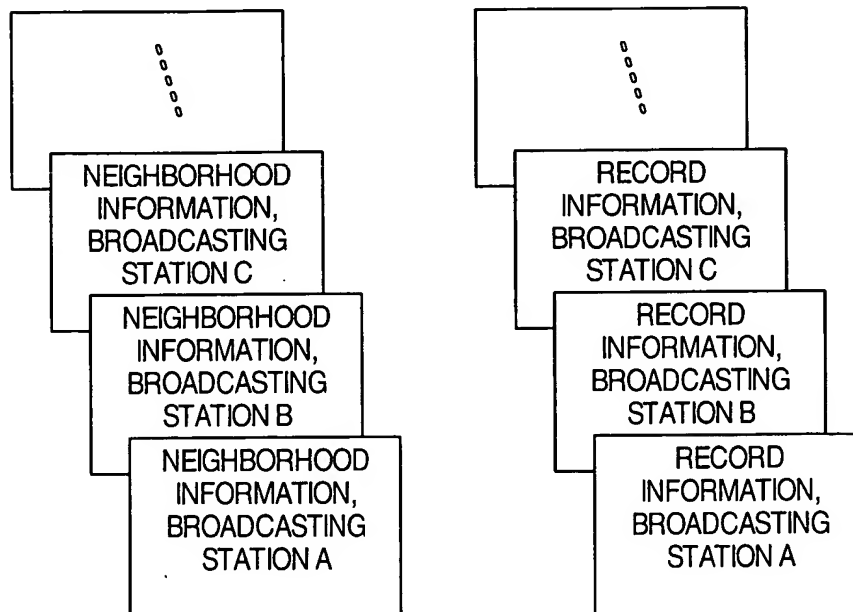 NEIGHBORHOOD
INFORMATION,
BROADCASTING
STATION C
NEIGHBORHOOD
INFORMATION,
BROADCASTING
STATION B
NEIGHBORHOOD
INFORMATION,
BROADCASTING
STATION A
RECORD
INFORMATION,
BROADCASTING
STATION C
RECORD
INFORMATION,
BROADCASTING
STATION B
RECORD
INFORMATION,
BROADCASTING
STATION A